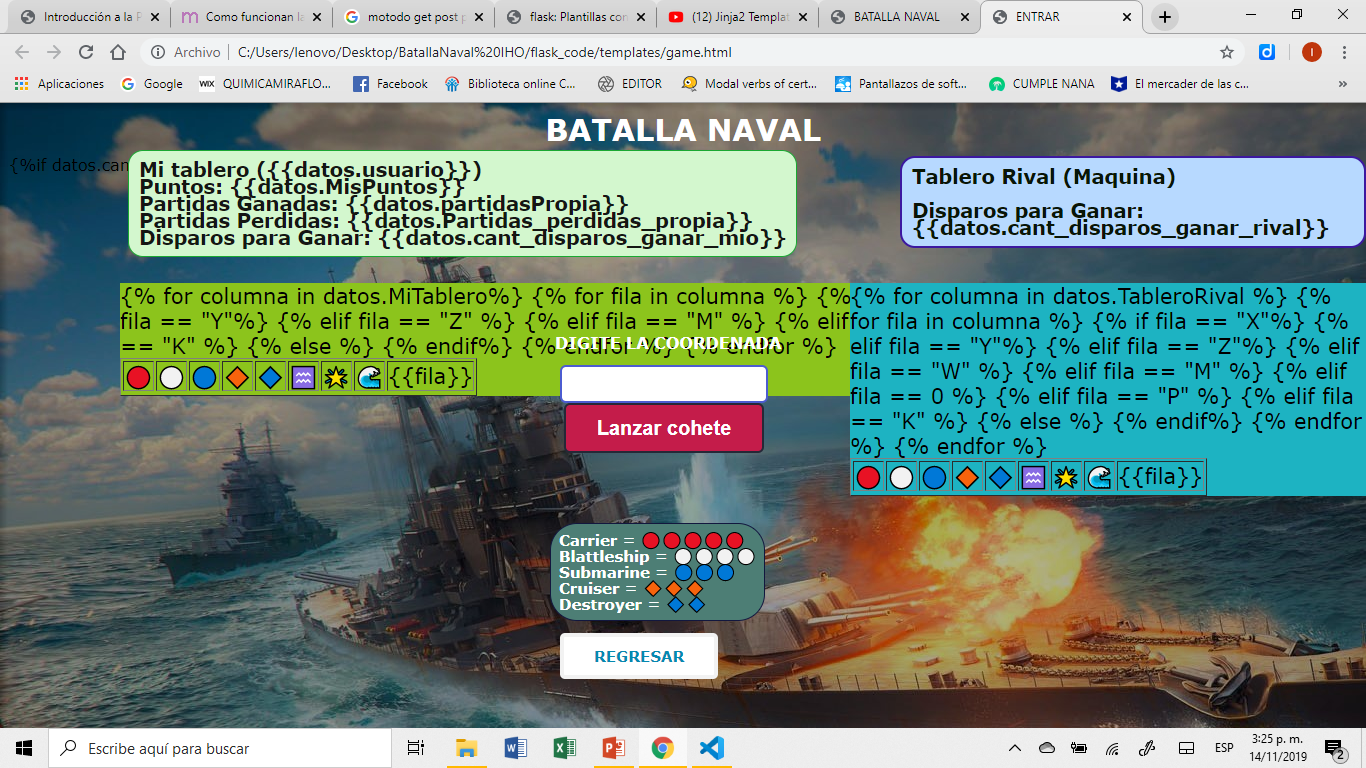 Introducción a la P
Como funcionan la
motodo get post p
flask: Plantillas con
(12) Jinja2 Templat
BATALLA NAVAL
ENTRAR
Archivo
C:/Users/lenovo/Desktop/BatallaNaval%20IHO/flask_code/templates/game.html
I
Aplicaciones
Google
WIX
QUIMICAMIRAFLO...
Facebook
Biblioteca online C...
EDITOR
Modal verbs of cert...
Pantallazos de soft...
CUMPLE NANA
El mercader de las c...
»
BATALLA NAVAL
{%if datos.can
Mi tablero ({{datos.usuario}})
Puntos: {{datos.MisPuntos}}
Partidas Ganadas: {{datos.partidasPropia}}
Partidas Perdidas: {{datos.Partidas_perdidas_propia}}
Disparos para Ganar: {{datos.cant_disparos_ganar_mio}}
Tablero Rival (Maquina)
Disparos para Ganar:
{{datos.cant_disparos_ganar_rival}}
{% for columna in datos.MiTablero%} {% for fila in columna %} {%
fila == "Y"%} {% elif fila == "Z" %} {% elif fila == "M" %} {% elif
== "K" %} {% else %} {% endif%} {% endfor %} {% endfor %}
{{fila}}
DIGITE LA COORDENADA
Lanzar cohete
{% for columna in datos.TableroRival %} {%
for fila in columna %} {% if fila == "X"%} {%
elif fila == "Y"%} {% elif fila == "Z"%} {% elif
fila == "W" %} {% elif fila == "M" %} {% elif
fila == 0 %} {% elif fila == "P" %} {% elif fila
== "K" %} {% else %} {% endif%} {% endfor
%} {% endfor %}
{{fila}}
Carrier =
Blattleship =
Submarine =
Cruiser =
Destroyer =
REGRESAR
Escribe aquí para buscar
ESP
3:25 p. m.
14/11/2019
2